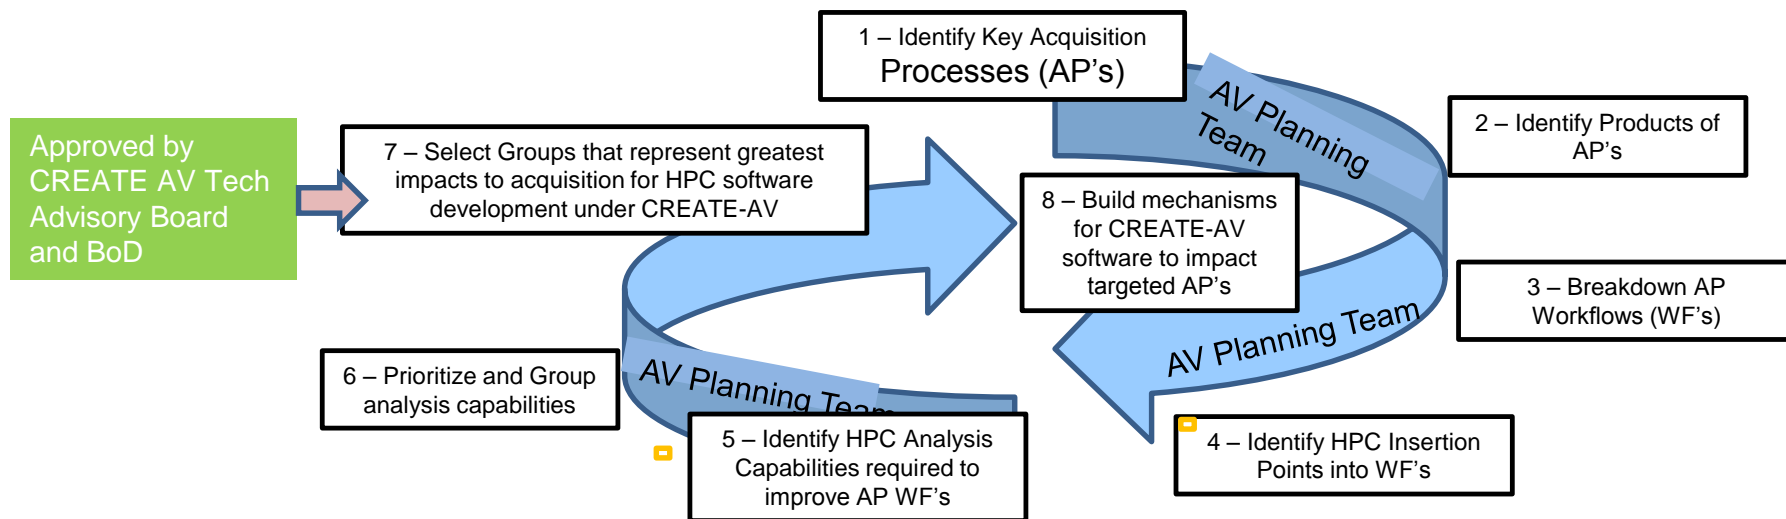 1 – Identify Key Acquisition
Processes (AP's)
AV Planning
Team
2 – Identify Products of
AP's
Approved by
CREATE AV Tech
Advisory Board
and BoD
7 – Select Groups that represent greatest
impacts to acquisition for HPC software
development under CREATE-AV
8 – Build mechanisms
for CREATE-AV
software to impact
targeted AP's
3 – Breakdown AP
Workflows (WF's)
AV Planning Team
6 – Prioritize and Group
analysis capabilities
AV Planning Team
5 – Identify HPC Analysis
Capabilities required to
improve AP WF's
4 – Identify HPC Insertion
Points into WF's